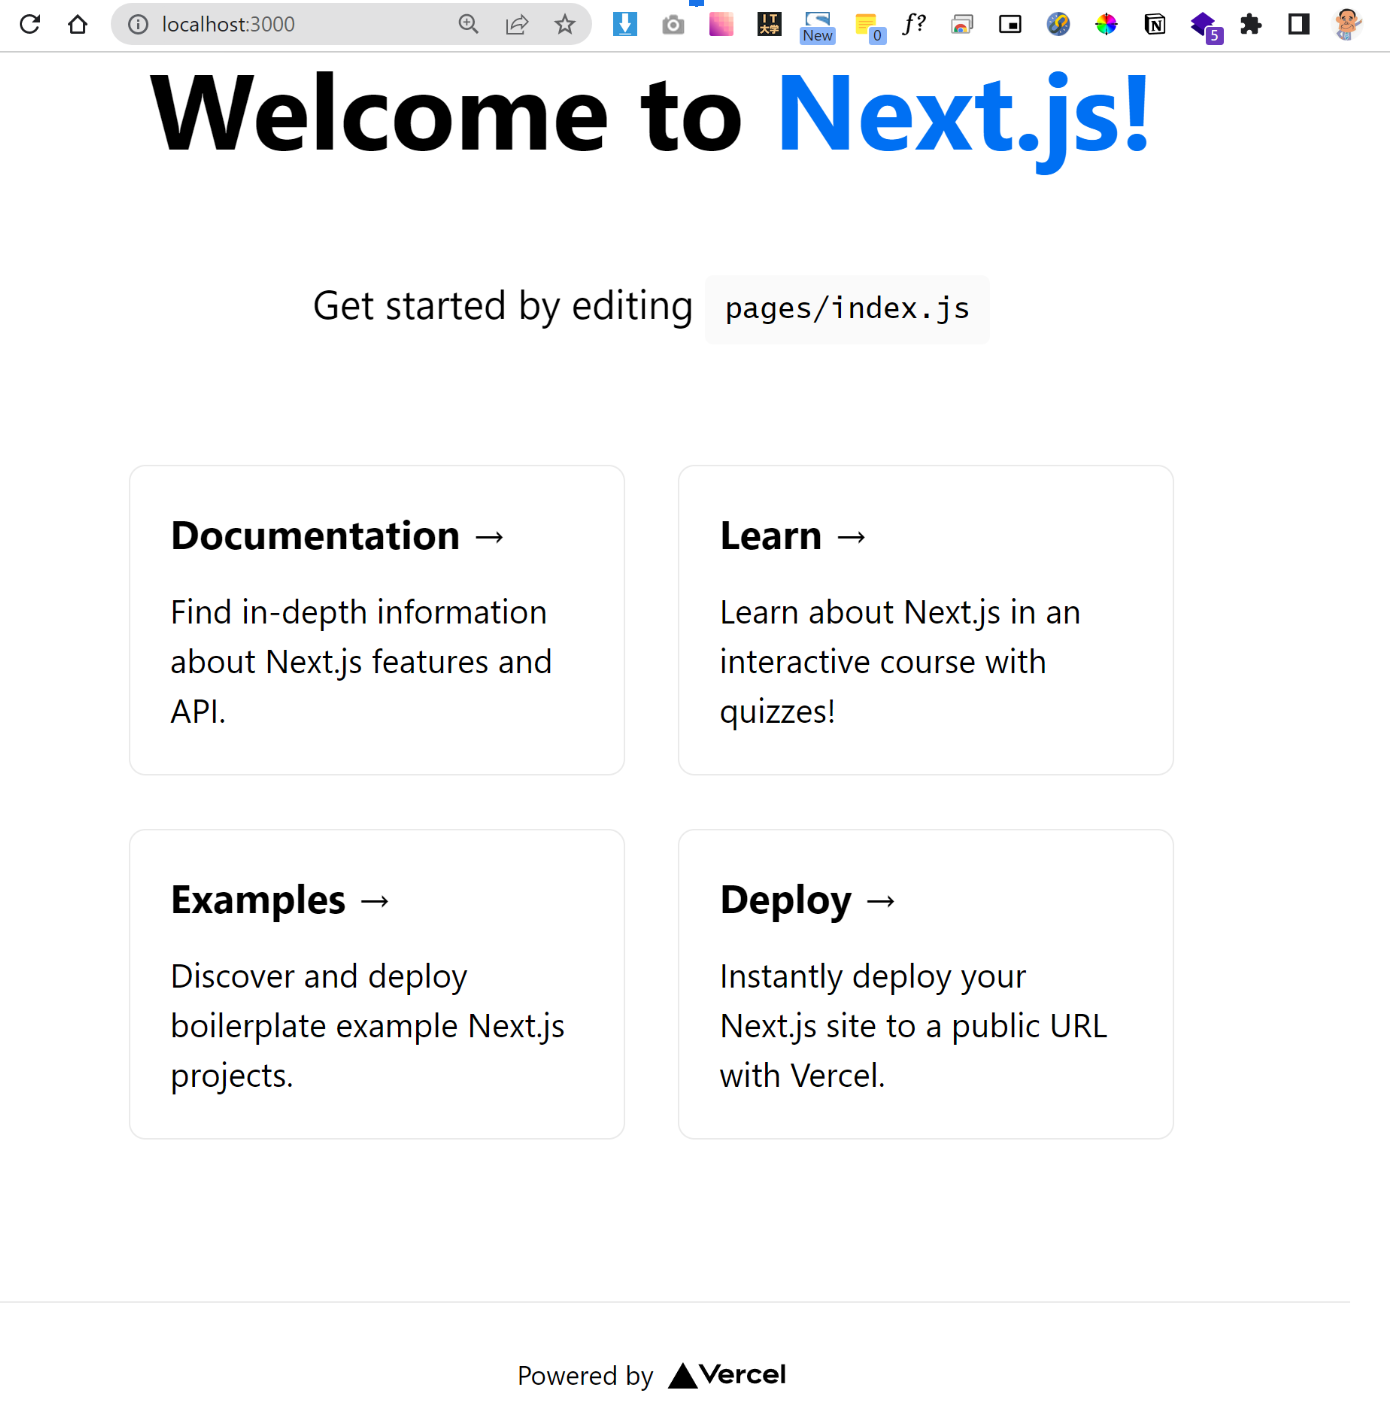 localhost:3000
IT
大学
New
0
f?
N
5
Welcome to Next.js!
Get started by editing pages/index.js
Documentation →
Find in-depth information
about Next.js features and
API.
Learn →
Learn about Next.js in an
interactive course with
quizzes!
Examples →
Discover and deploy
boilerplate example Next.js
projects.
Deploy →
Instantly deploy your
Next.js site to a public URL
with Vercel.
Powered by Vercel